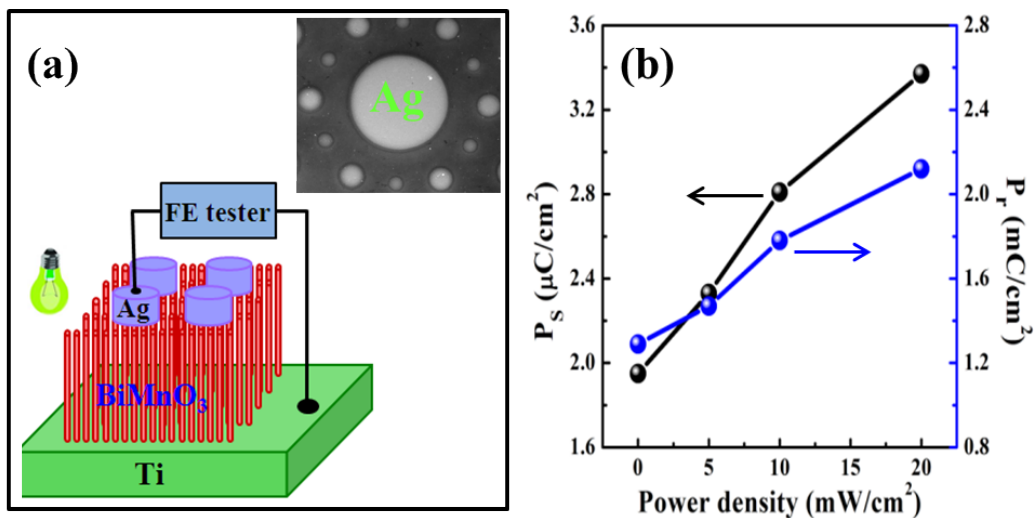 (a)
Ag
FE tester
Ag
BiMnO₃
Ti
(b)
3.6
3.2
2.8
2.4
2.0
1.6
P_S (μC/cm²)
2.8
2.4
2.0
1.6
1.2
0.8
P_r (mC/cm²)
0 5 10 15 20
Power density (mW/cm²)